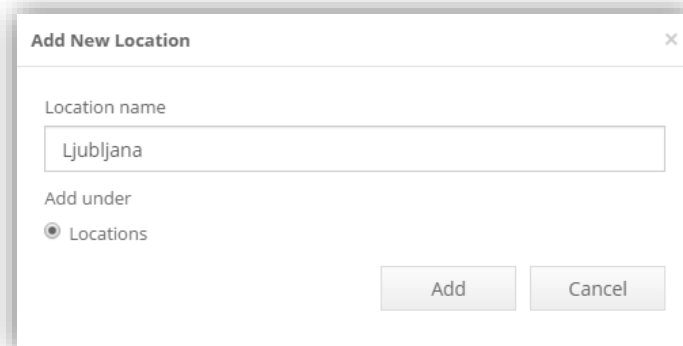 Add New Location ×
Location name
Ljubljana
Add under
Locations
Add Cancel